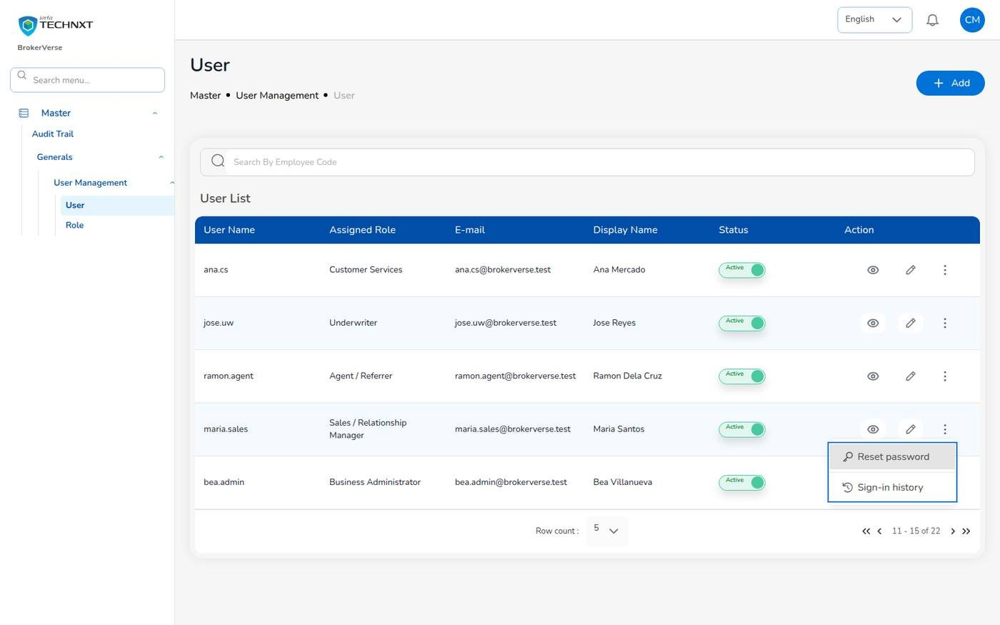 iorta
TECHNXT
BrokerVerse
Search menu...
Master
Audit Trail
Generals
User Management
User
Role
English
CM
User
Master • User Management • User
Add
Search By Employee Code
User List
User Name Assigned Role E-mail Display Name Status Action
ana.cs Customer Services ana.cs@brokerverse.test Ana Mercado Active
jose.uw Underwriter jose.uw@brokerverse.test Jose Reyes Active
ramon.agent Agent / Referrer ramon.agent@brokerverse.test Ramon Dela Cruz Active
maria.sales Sales / Relationship Manager maria.sales@brokerverse.test Maria Santos Active
Reset password
bea.admin Business Administrator bea.admin@brokerverse.test Bea Villanueva Active
Sign-in history
Row count : 5 11 - 15 of 22